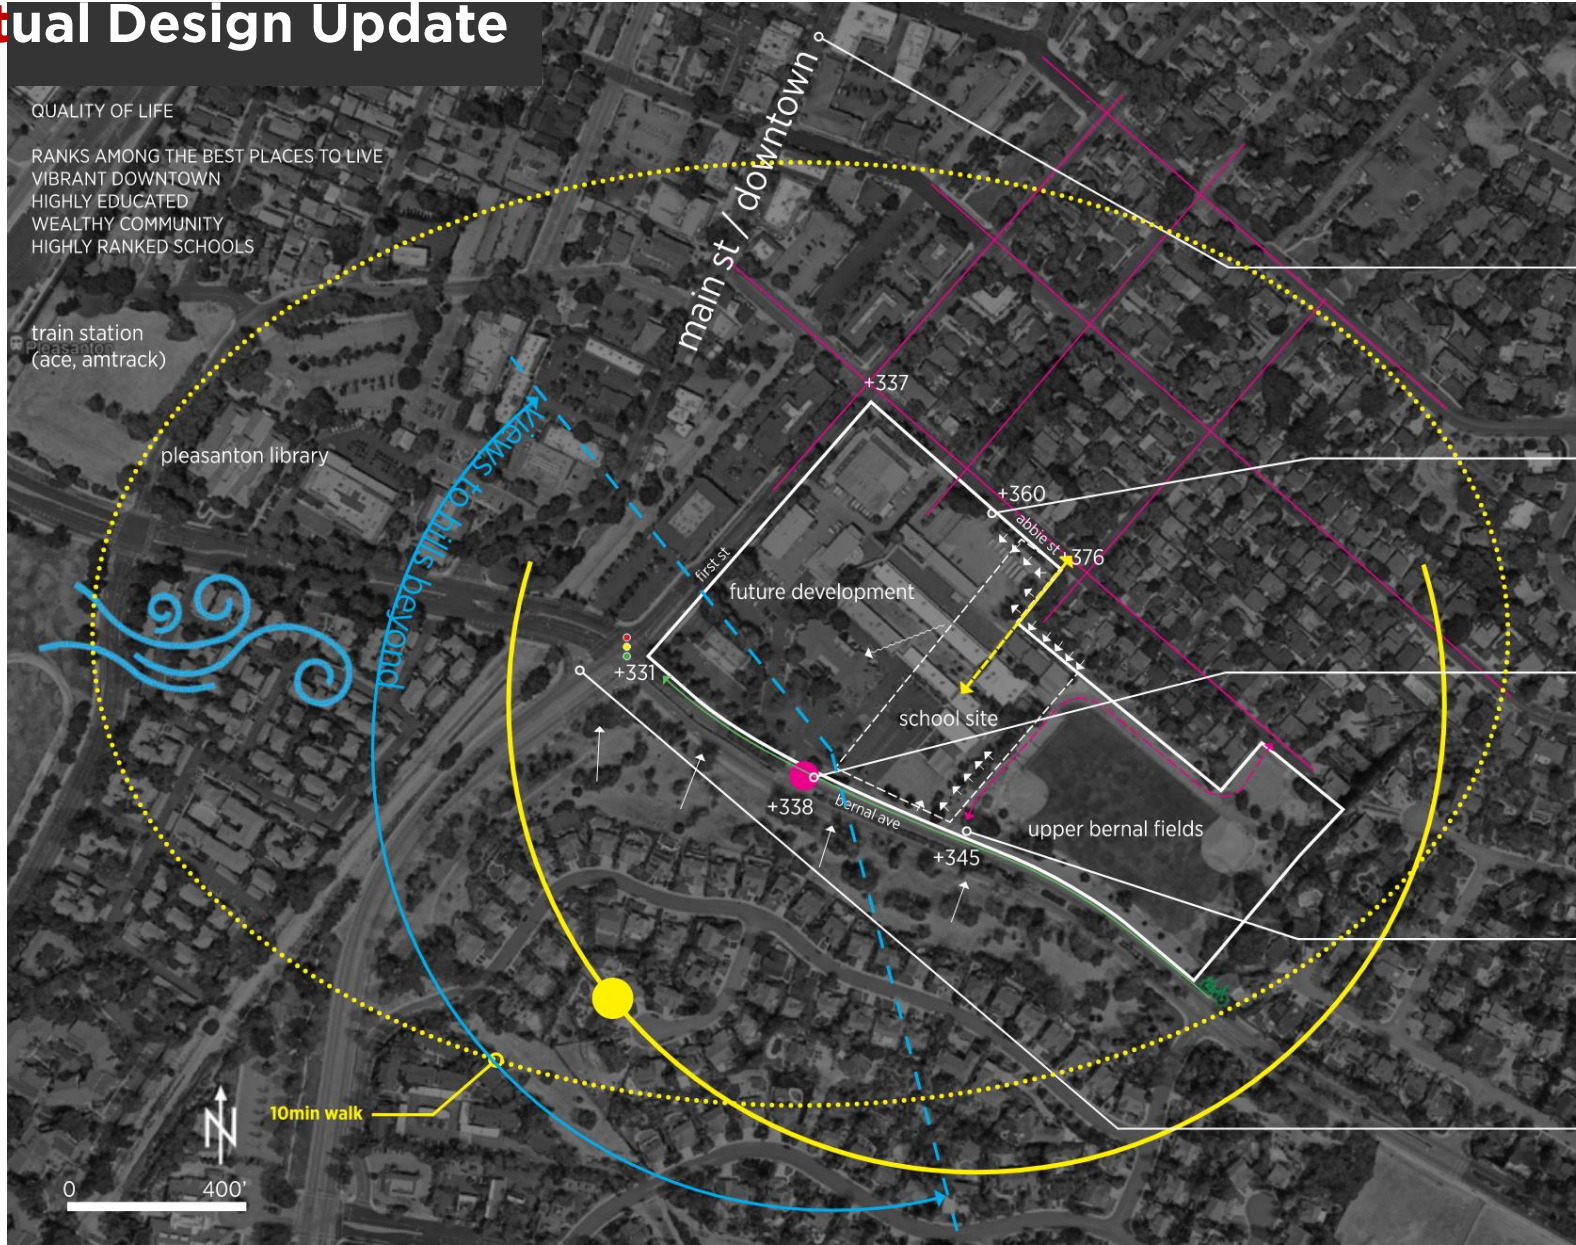 tual Design Update
QUALITY OF LIFE
RANKS AMONG THE BEST PLACES TO LIVE
VIBRANT DOWNTOWN
HIGHLY EDUCATED
WEALTHY COMMUNITY
HIGHLY RANKED SCHOOLS
main st / downtown
train station
(ace, amtrack)
pleasanton
+337
pleasanton library
views to hills beyond
+360
abbie st
+376
first st
future development
+331
school site
+338
bernal ave
upper bernal fields
+345
10min walk
N
0 400'